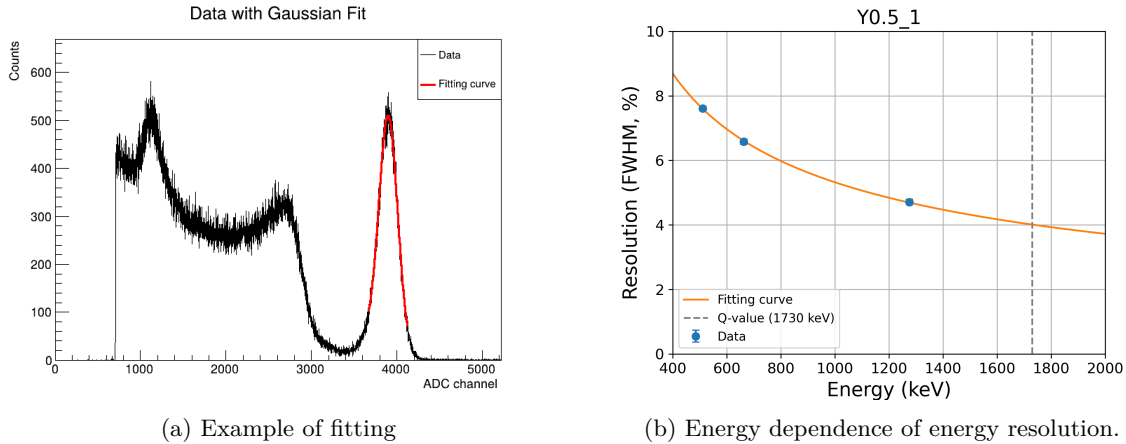 Data with Gaussian Fit
Counts
Data
Fitting curve
600
500
400
300
200
100
0
0 1000 2000 3000 4000 5000
ADC channel
(a) Example of fitting
Y0.5_1
Resolution (FWHM, %)
10
8
6
4
2
0
Fitting curve
Q-value (1730 keV)
Data
400 600 800 1000 1200 1400 1600 1800 2000
Energy (keV)
(b) Energy dependence of energy resolution.